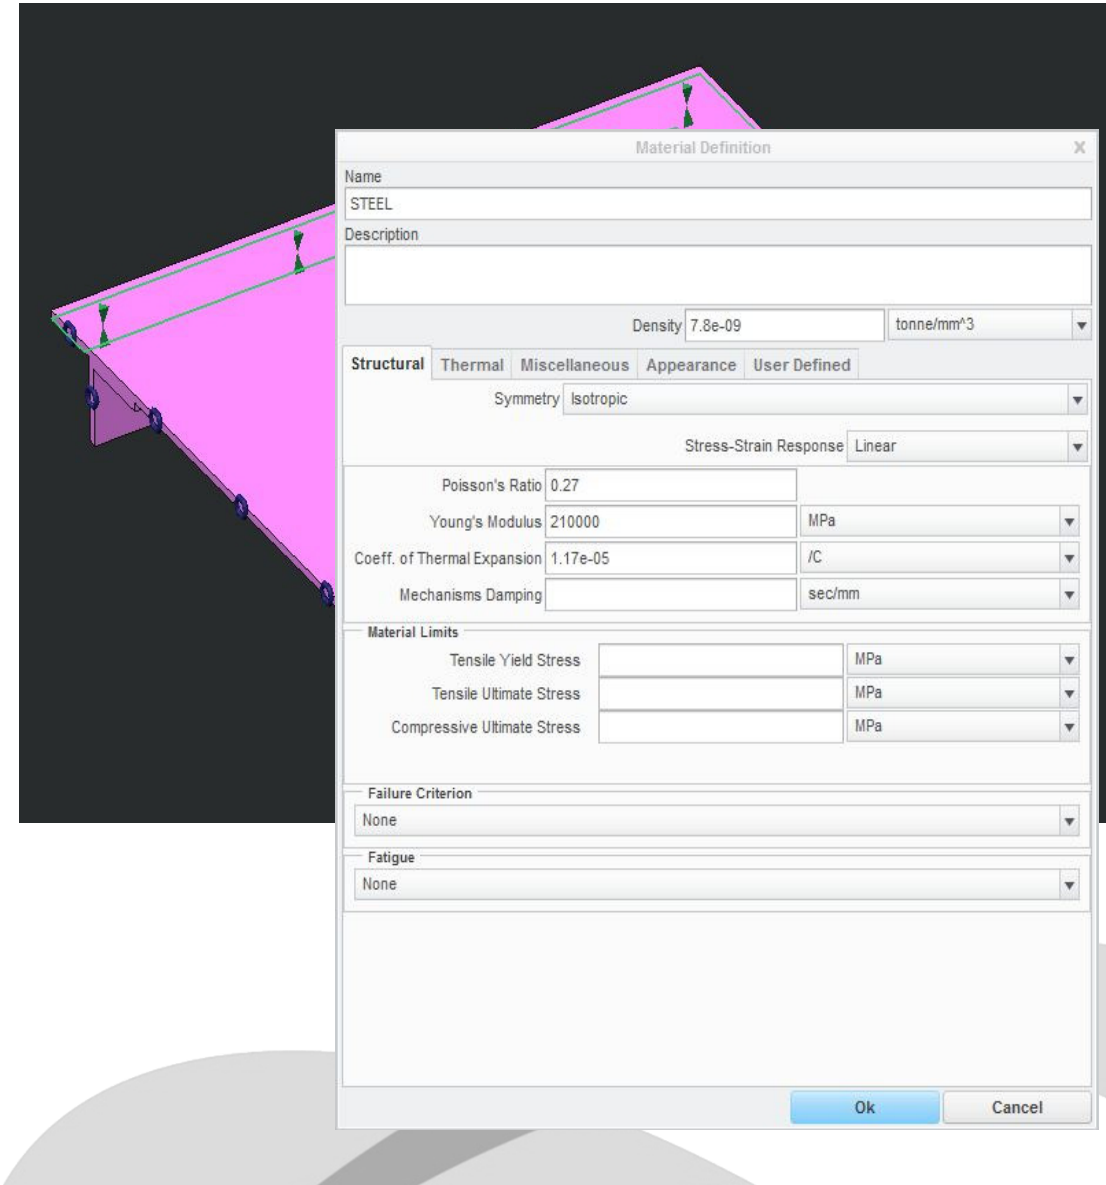 Material Definition X
Name
STEEL
Description
Density 7.8e-09 tonne/mm^3
Structural Thermal Miscellaneous Appearance User Defined
Symmetry Isotropic
Stress-Strain Response Linear
Poisson's Ratio 0.27
Young's Modulus 210000 MPa
Coeff. of Thermal Expansion 1.17e-05 /C
Mechanisms Damping sec/mm
Material Limits
Tensile Yield Stress MPa
Tensile Ultimate Stress MPa
Compressive Ultimate Stress MPa
Failure Criterion
None
Fatigue
None
Ok Cancel